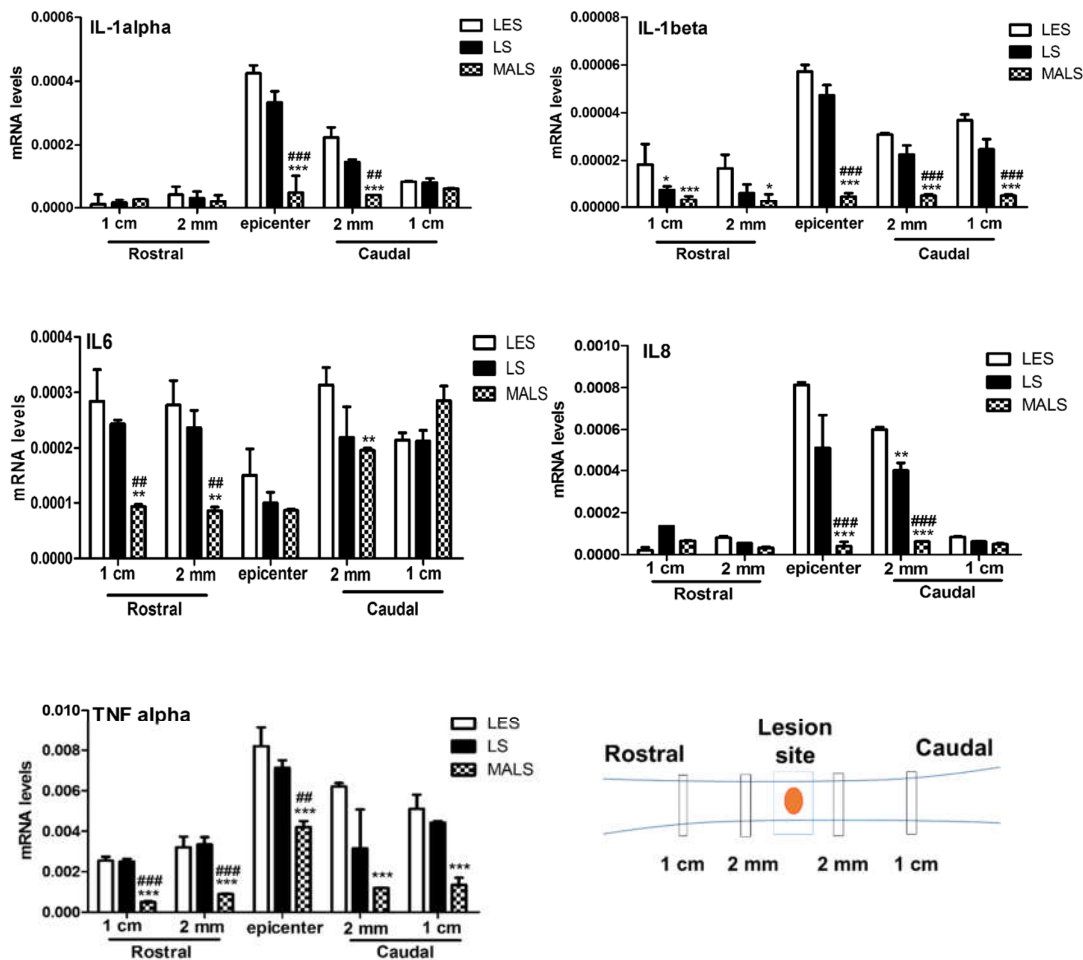 IL-1alpha
LES
LS
MALS
mRNA levels
0.0006
0.0004
0.0002
0.0000
###
***
##
***
1 cm 2 mm epicenter 2 mm 1 cm
Rostral Caudal
IL-1beta
LES
LS
MALS
mRNA levels
0.00008
0.00006
0.00004
0.00002
0.00000
*
***
*
###
***
###
***
###
***
1 cm 2 mm epicenter 2 mm 1 cm
Rostral Caudal
IL6
LES
LS
MALS
mRNA levels
0.0004
0.0003
0.0002
0.0001
0.0000
##
**
##
**
**
1 cm 2 mm epicenter 2 mm 1 cm
Rostral Caudal
IL8
LES
LS
MALS
mRNA levels
0.0010
0.0008
0.0006
0.0004
0.0002
0.0000
###
***
**
###
***
1 cm 2 mm epicenter 2 mm 1 cm
Rostral Caudal
TNF alpha
LES
LS
MALS
mRNA levels
0.010
0.008
0.006
0.004
0.002
0.000
###
***
###
***
##
***
***
***
1 cm 2 mm epicenter 2 mm 1 cm
Rostral Caudal
Rostral
Lesion
site
Caudal
1 cm 2 mm 2 mm 1 cm